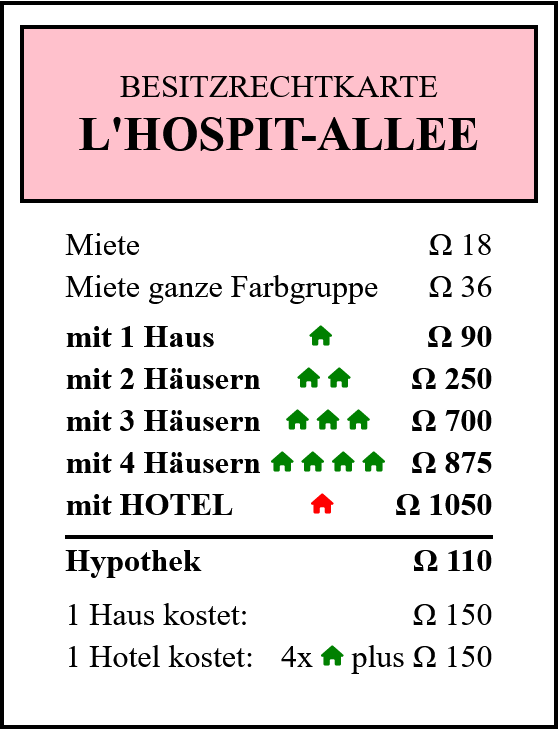 BESITZRECHTKARTE
L'HOSPIT-ALLEE
Miete Ω 18
Miete ganze Farbgruppe Ω 36
mit 1 Haus Ω 90
mit 2 Häusern Ω 250
mit 3 Häusern Ω 700
mit 4 Häusern Ω 875
mit HOTEL Ω 1050
Hypothek Ω 110
1 Haus kostet: Ω 150
1 Hotel kostet: 4x plus Ω 150